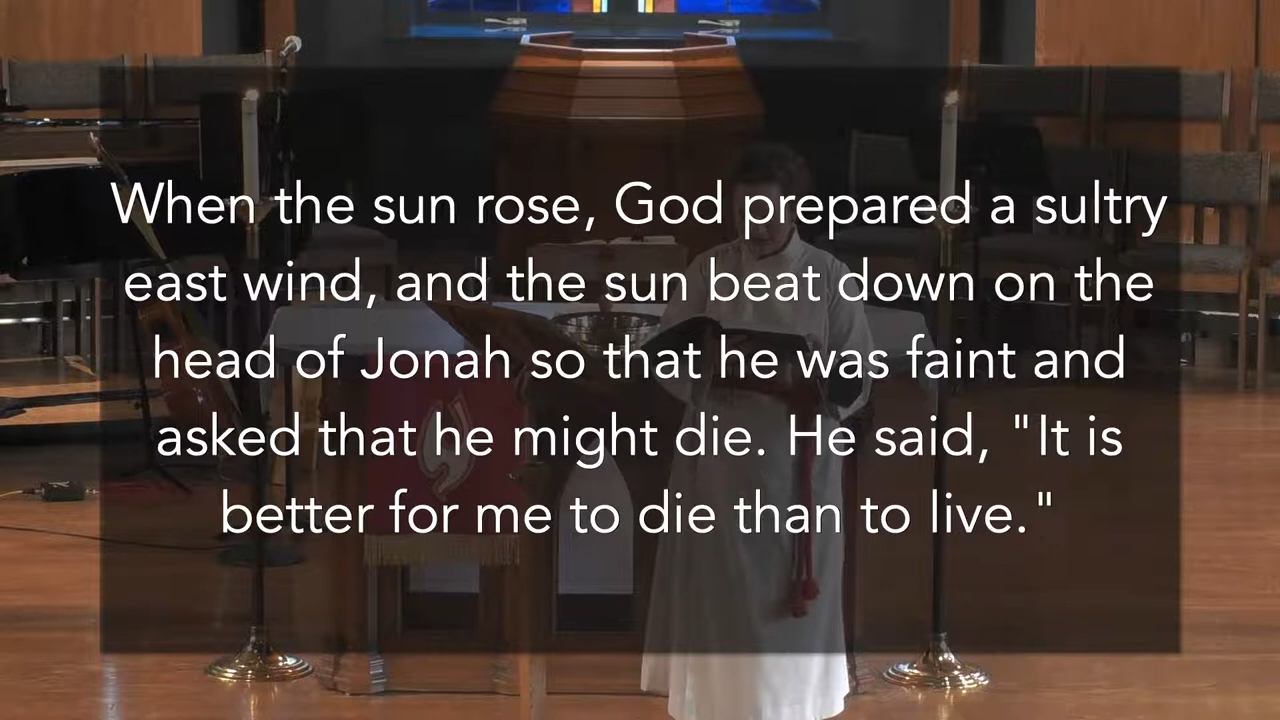 When the sun rose, God prepared a sultry
east wind, and the sun beat down on the
head of Jonah so that he was faint and
asked that he might die. He said, "It is
better for me to die than to live."